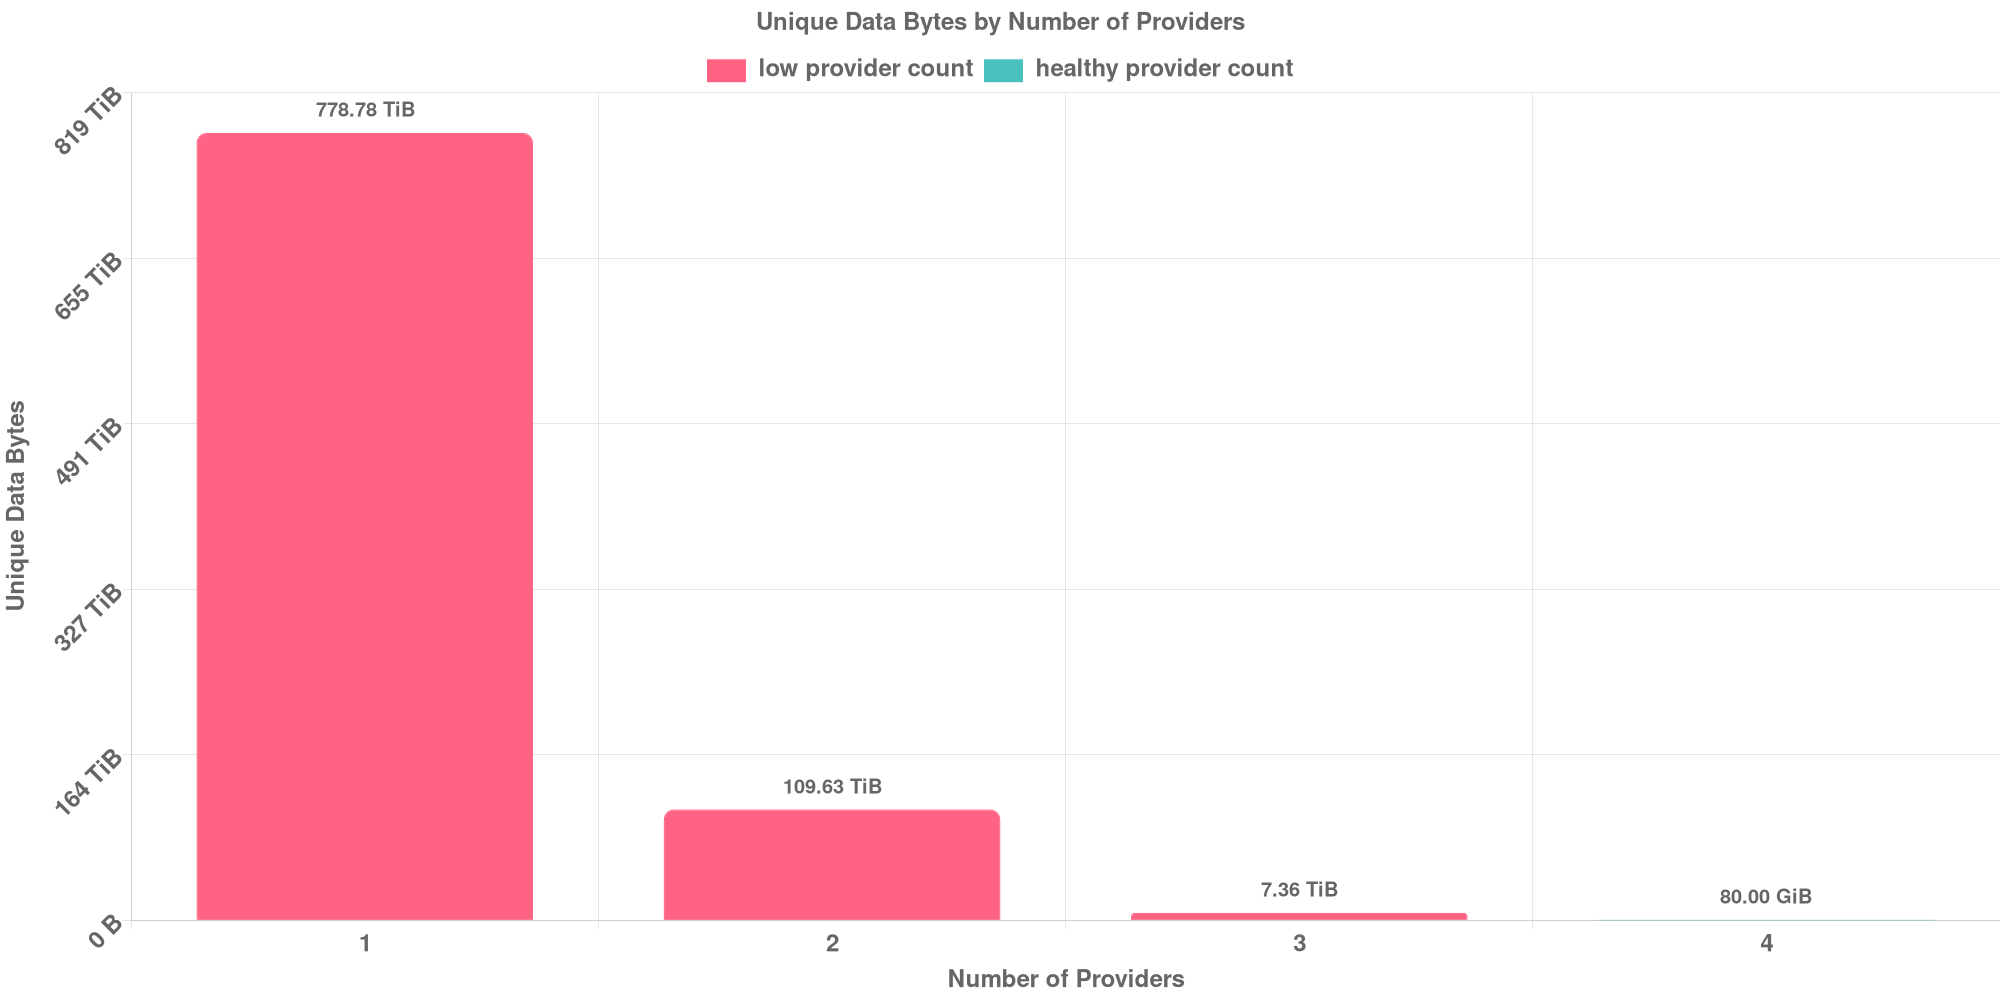 Unique Data Bytes by Number of Providers
low provider count
healthy provider count
819 TiB
655 TiB
491 TiB
327 TiB
164 TiB
0 B
Unique Data Bytes
778.78 TiB
109.63 TiB
7.36 TiB
80.00 GiB
1
2
3
4
Number of Providers